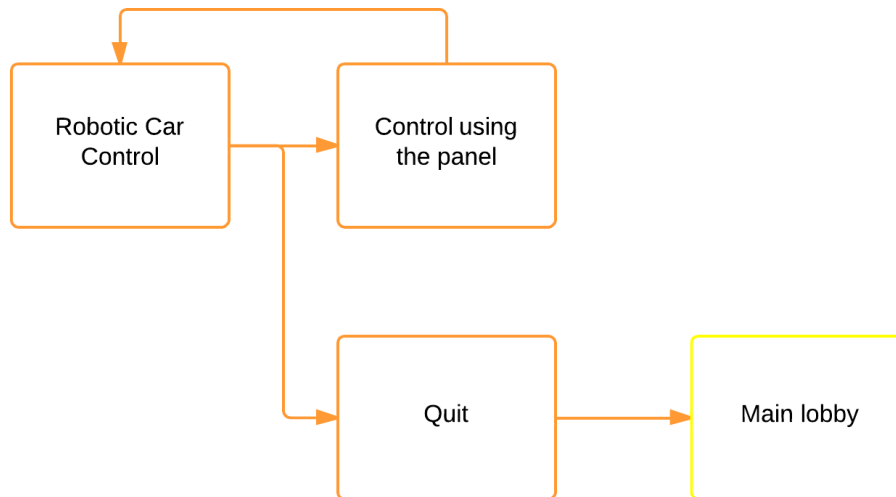 Robotic Car
Control
Control using
the panel
Quit
Main lobby